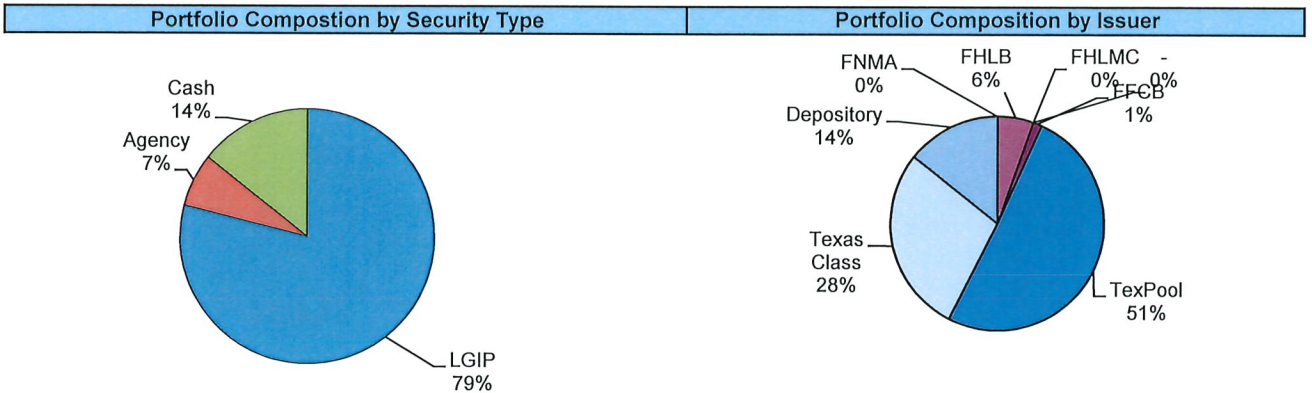 Portfolio Compostion by Security Type
Portfolio Composition by Issuer
Cash
14%
Agency
7%
LGIP
79%
FNMA
0%
FHLB
6%
FHLMC
0%
-
0%
FFCB
1%
Depository
14%
Texas
Class
28%
TexPool
51%